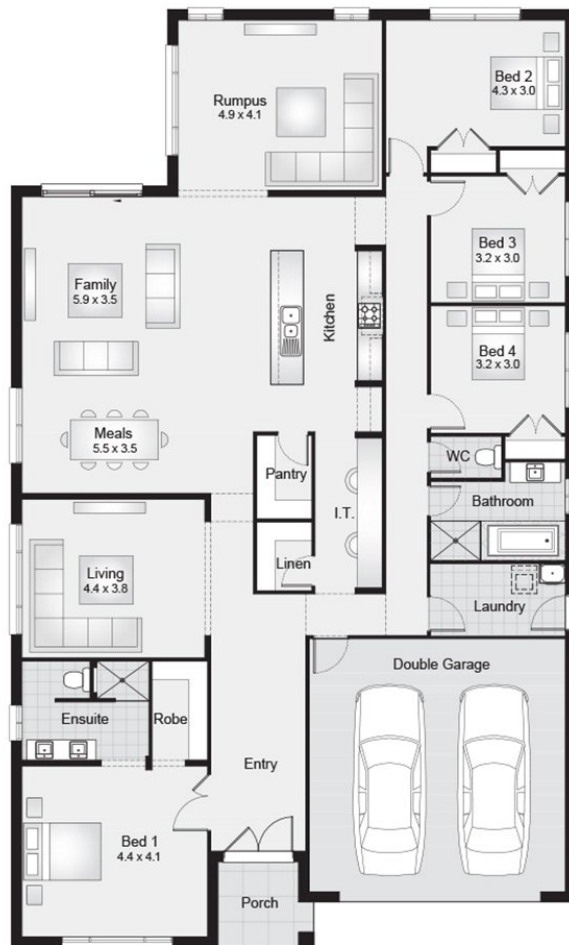 Rumpus
4.9 x 4.1
Bed 2
4.3 x 3.0
Bed 3
3.2 x 3.0
Family
5.9 x 3.5
Kitchen
Bed 4
3.2 x 3.0
Meals
5.5 x 3.5
WC
Pantry
Bathroom
I.T.
Linen
Living
4.4 x 3.8
Laundry
Double Garage
Ensuite
Robe
Entry
Bed 1
4.4 x 4.1
Porch